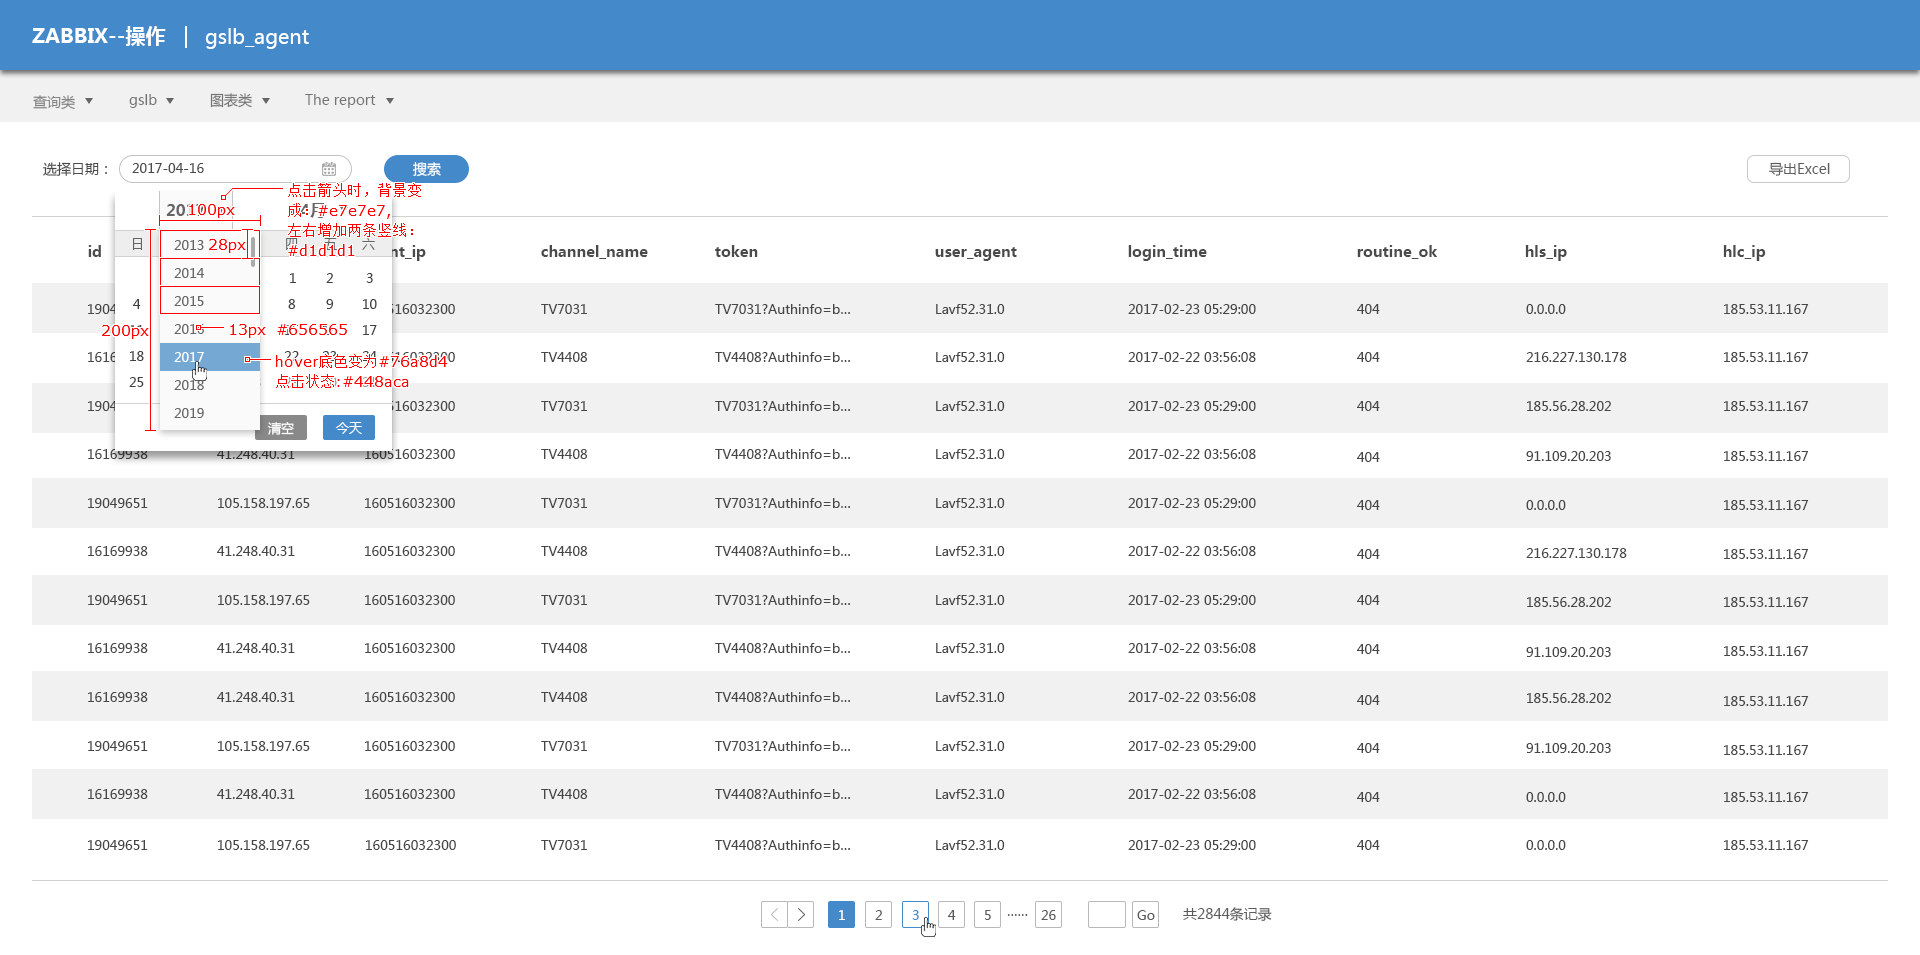 ZABBIX--操作 | gslb_agent
查询类 gslb 图表类 The report
选择日期： 2017-04-16 搜索 导出Excel
点击箭头时，背景变
100px 成：#e7e7e7,
左右增加两条竖线：
#d1d1d1
日 四 五 六
2013 28px
2014 1 2 3
4 2015 8 9 10
200px 13px #656565 17
18 2017
hover底色变为#76a8d4
25 2018 点击状态:#448aca
2019
清空 今天
id channel_name token user_agent login_time routine_ok hls_ip hlc_ip
TV7031 TV7031?Authinfo=b... Lavf52.31.0 2017-02-23 05:29:00 404 0.0.0.0 185.53.11.167
TV4408 TV4408?Authinfo=b... Lavf52.31.0 2017-02-22 03:56:08 404 216.227.130.178 185.53.11.167
TV7031 TV7031?Authinfo=b... Lavf52.31.0 2017-02-23 05:29:00 404 185.56.28.202 185.53.11.167
16169938 41.248.40.31 160516032300 TV4408 TV4408?Authinfo=b... Lavf52.31.0 2017-02-22 03:56:08 404 91.109.20.203 185.53.11.167
19049651 105.158.197.65 160516032300 TV7031 TV7031?Authinfo=b... Lavf52.31.0 2017-02-23 05:29:00 404 0.0.0.0 185.53.11.167
16169938 41.248.40.31 160516032300 TV4408 TV4408?Authinfo=b... Lavf52.31.0 2017-02-22 03:56:08 404 216.227.130.178 185.53.11.167
19049651 105.158.197.65 160516032300 TV7031 TV7031?Authinfo=b... Lavf52.31.0 2017-02-23 05:29:00 404 185.56.28.202 185.53.11.167
16169938 41.248.40.31 160516032300 TV4408 TV4408?Authinfo=b... Lavf52.31.0 2017-02-22 03:56:08 404 91.109.20.203 185.53.11.167
16169938 41.248.40.31 160516032300 TV4408 TV4408?Authinfo=b... Lavf52.31.0 2017-02-22 03:56:08 404 185.56.28.202 185.53.11.167
19049651 105.158.197.65 160516032300 TV7031 TV7031?Authinfo=b... Lavf52.31.0 2017-02-23 05:29:00 404 91.109.20.203 185.53.11.167
16169938 41.248.40.31 160516032300 TV4408 TV4408?Authinfo=b... Lavf52.31.0 2017-02-22 03:56:08 404 0.0.0.0 185.53.11.167
19049651 105.158.197.65 160516032300 TV7031 TV4408?Authinfo=b... Lavf52.31.0 2017-02-23 05:29:00 404 0.0.0.0 185.53.11.167
< > 1 2 3 4 5 ······ 26 Go 共2844条记录